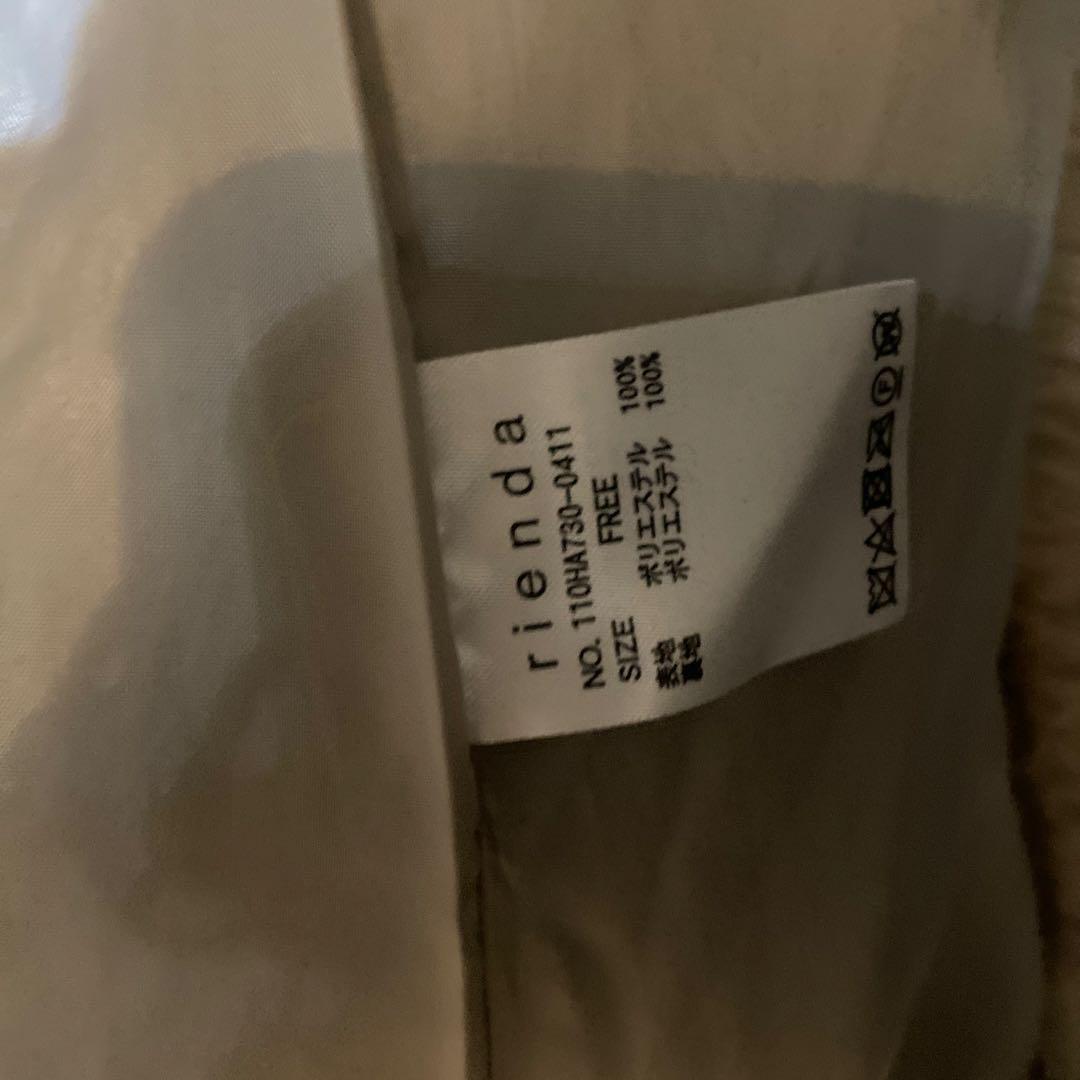 rienda
NO. 110HA730-0411
SIZE FREE
表地 ポリエステル 100%
裏地 ポリエステル 100%
F W